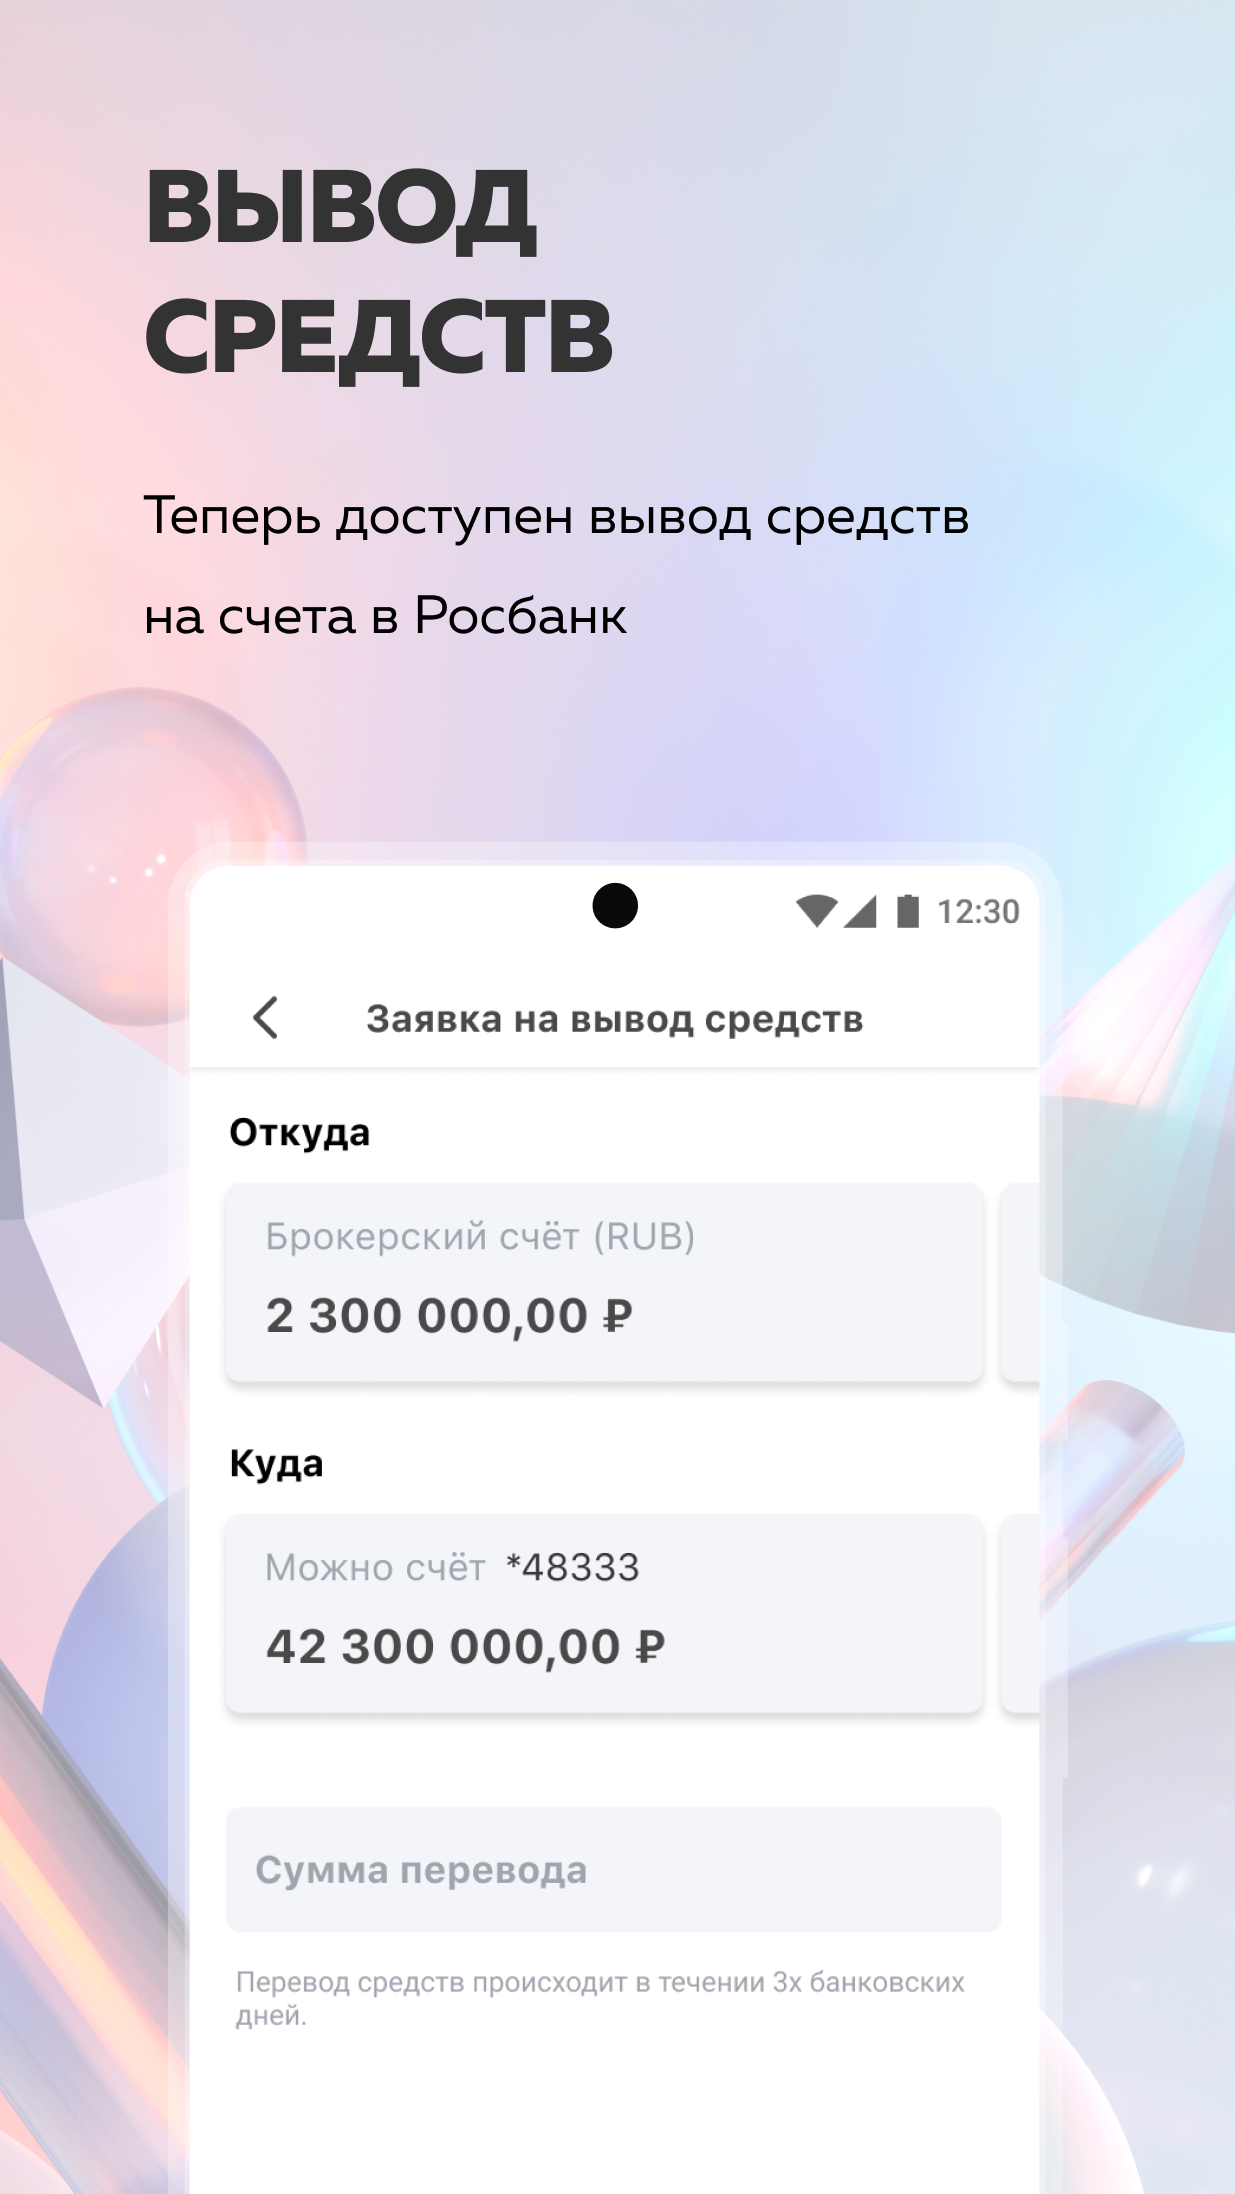 ВЫВОД
СРЕДСТВ
Теперь доступен вывод средств
на счета в Росбанк
12:30
Заявка на вывод средств
Откуда
Брокерский счёт (RUB)
2 300 000,00 ₽
Куда
Можно счёт *48333
42 300 000,00 ₽
Сумма перевода
Перевод средств происходит в течении 3х банковских
дней.